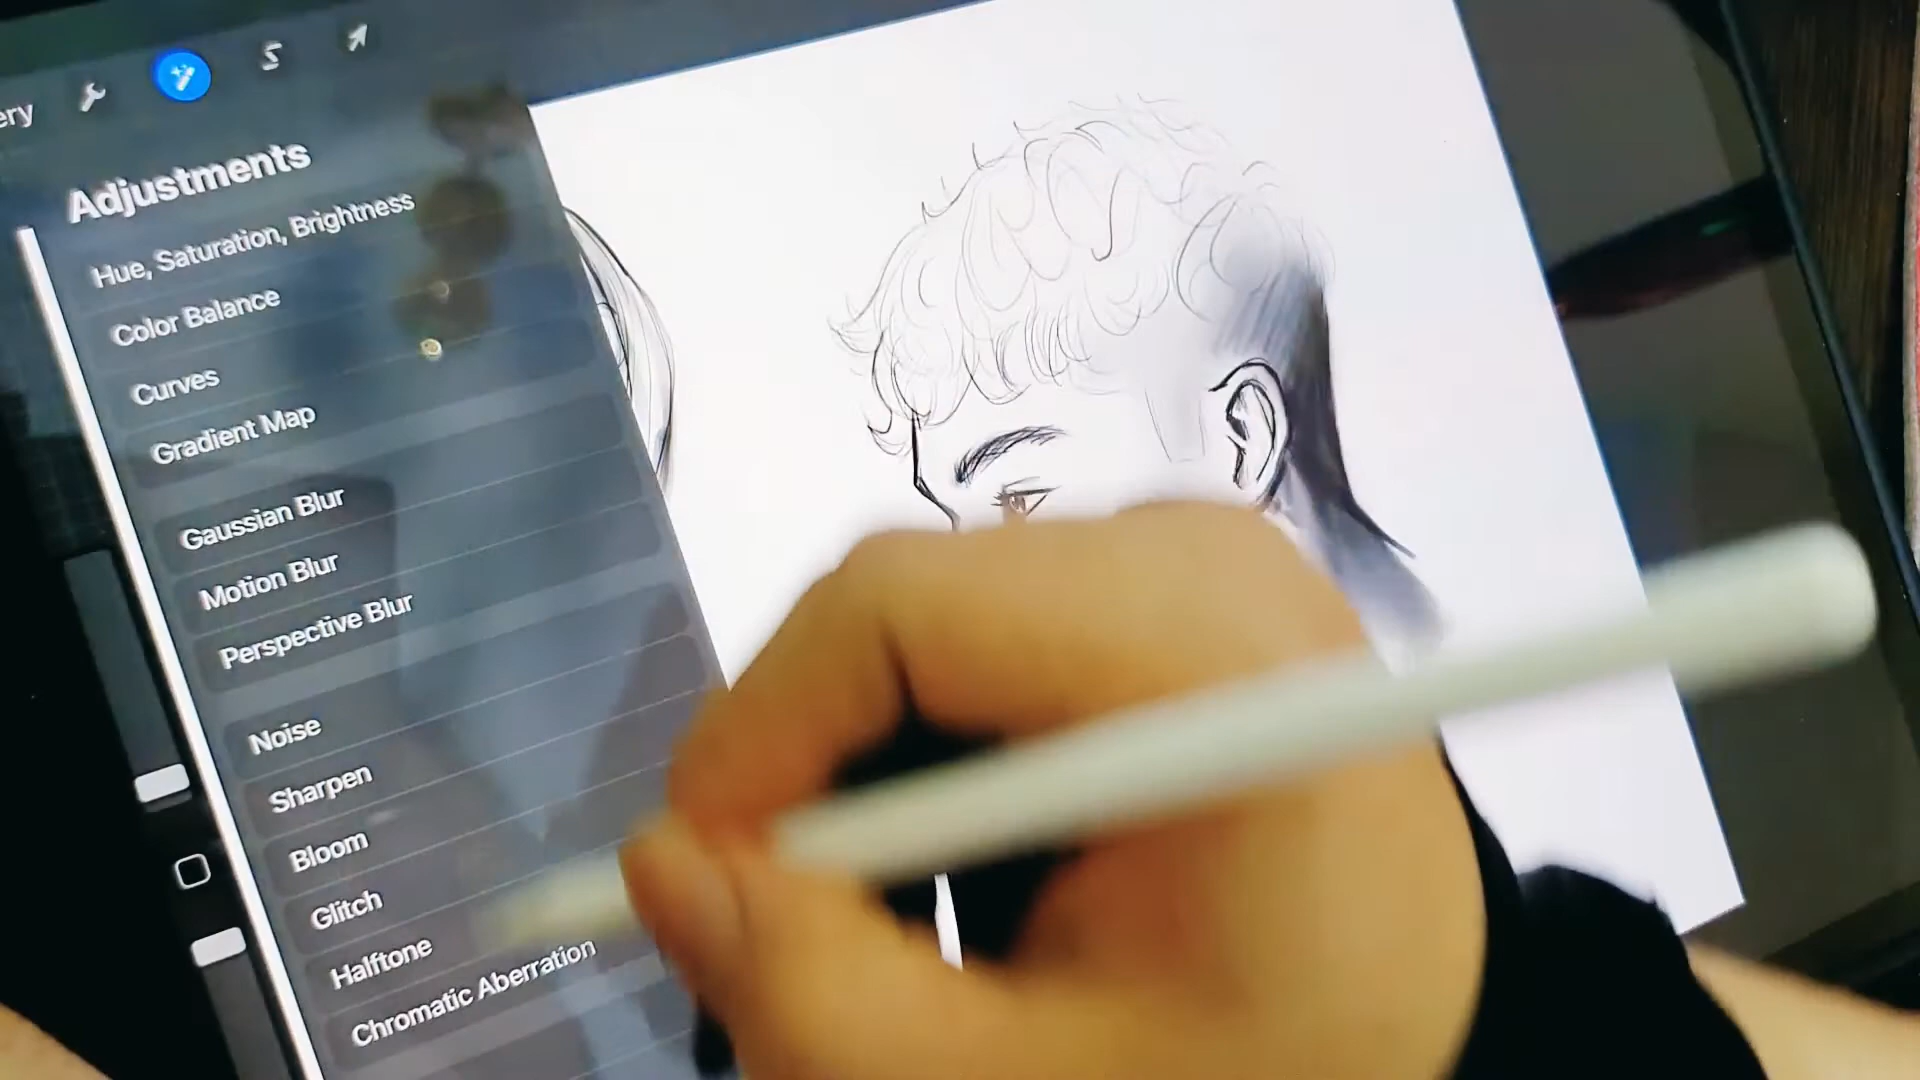 ery
Adjustments
Hue, Saturation, Brightness
Color Balance
Curves
Gradient Map
Gaussian Blur
Motion Blur
Perspective Blur
Noise
Sharpen
Bloom
Glitch
Halftone
Chromatic Aberration